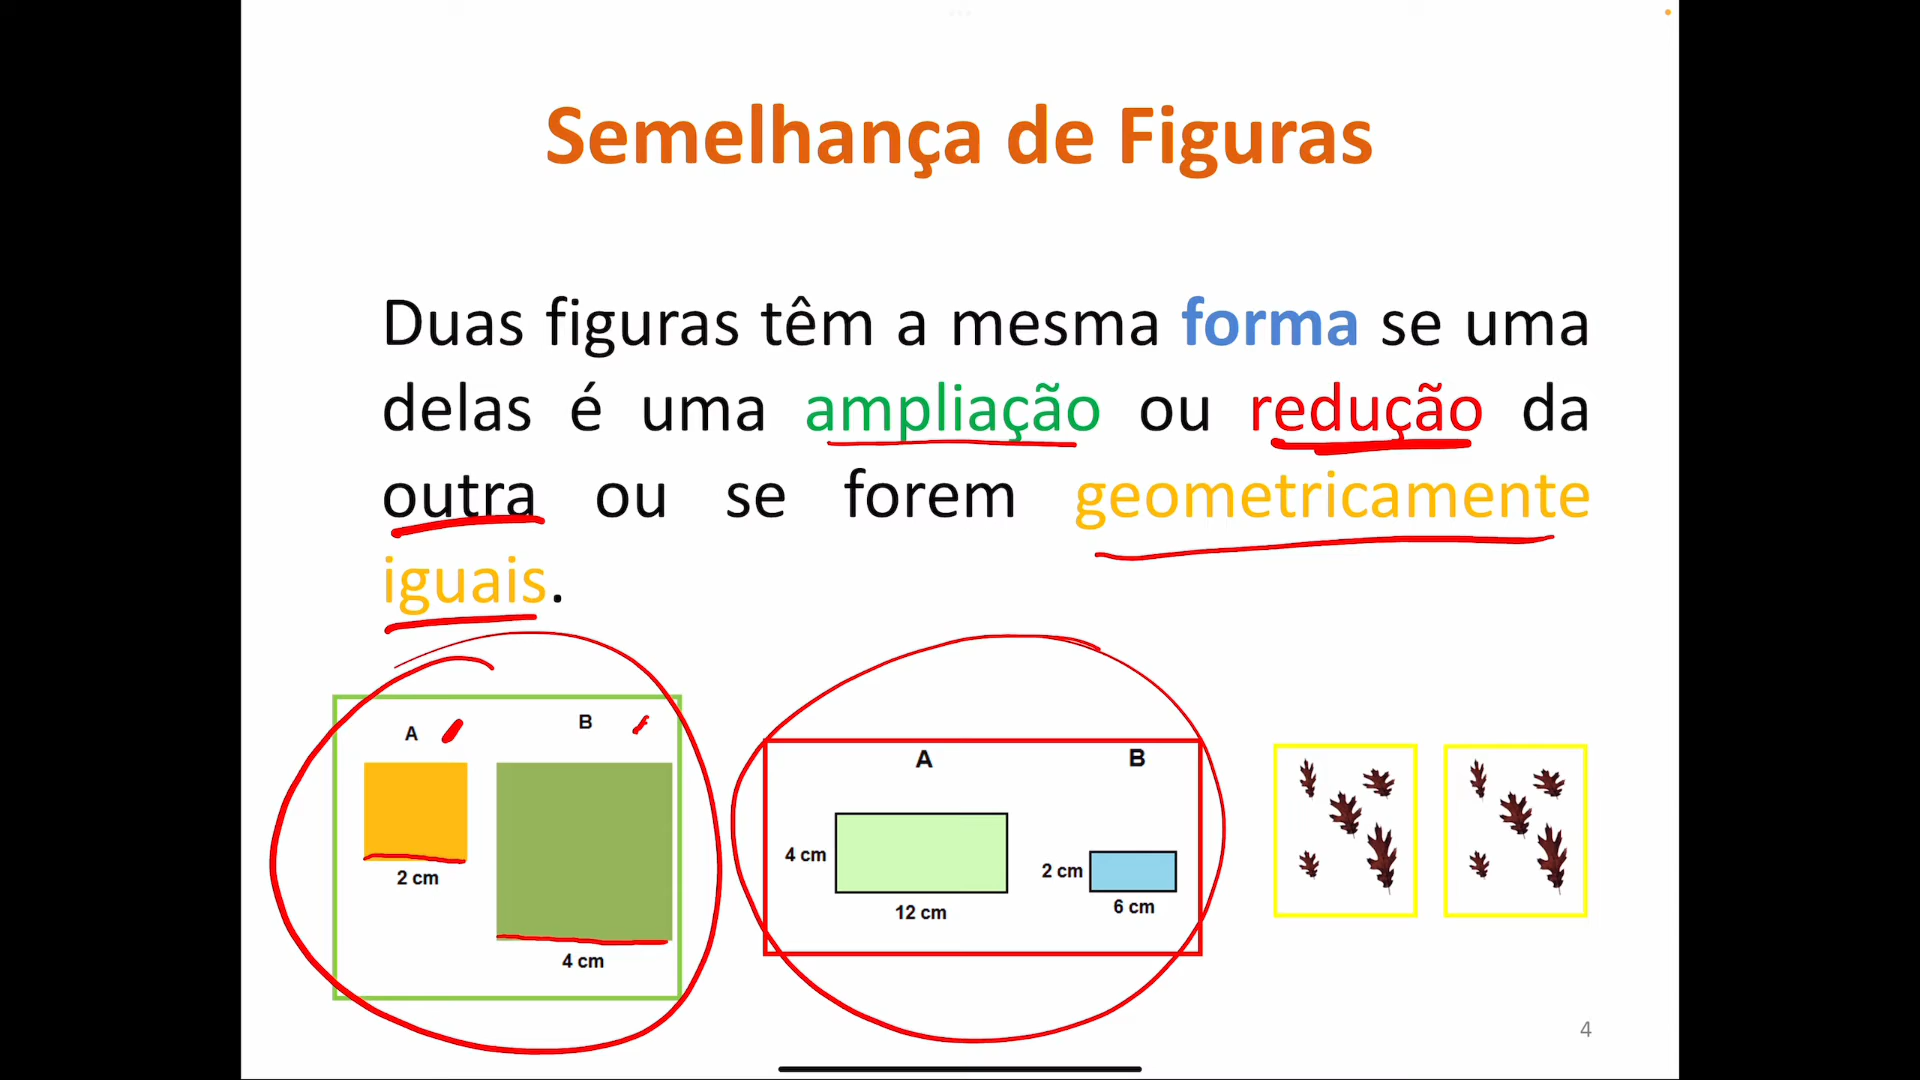 Semelhança de Figuras
Duas figuras têm a mesma forma se uma
delas é uma ampliação ou redução da
outra ou se forem geometricamente
iguais.
A B
2 cm
4 cm
A B
4 cm
12 cm
2 cm
6 cm
4